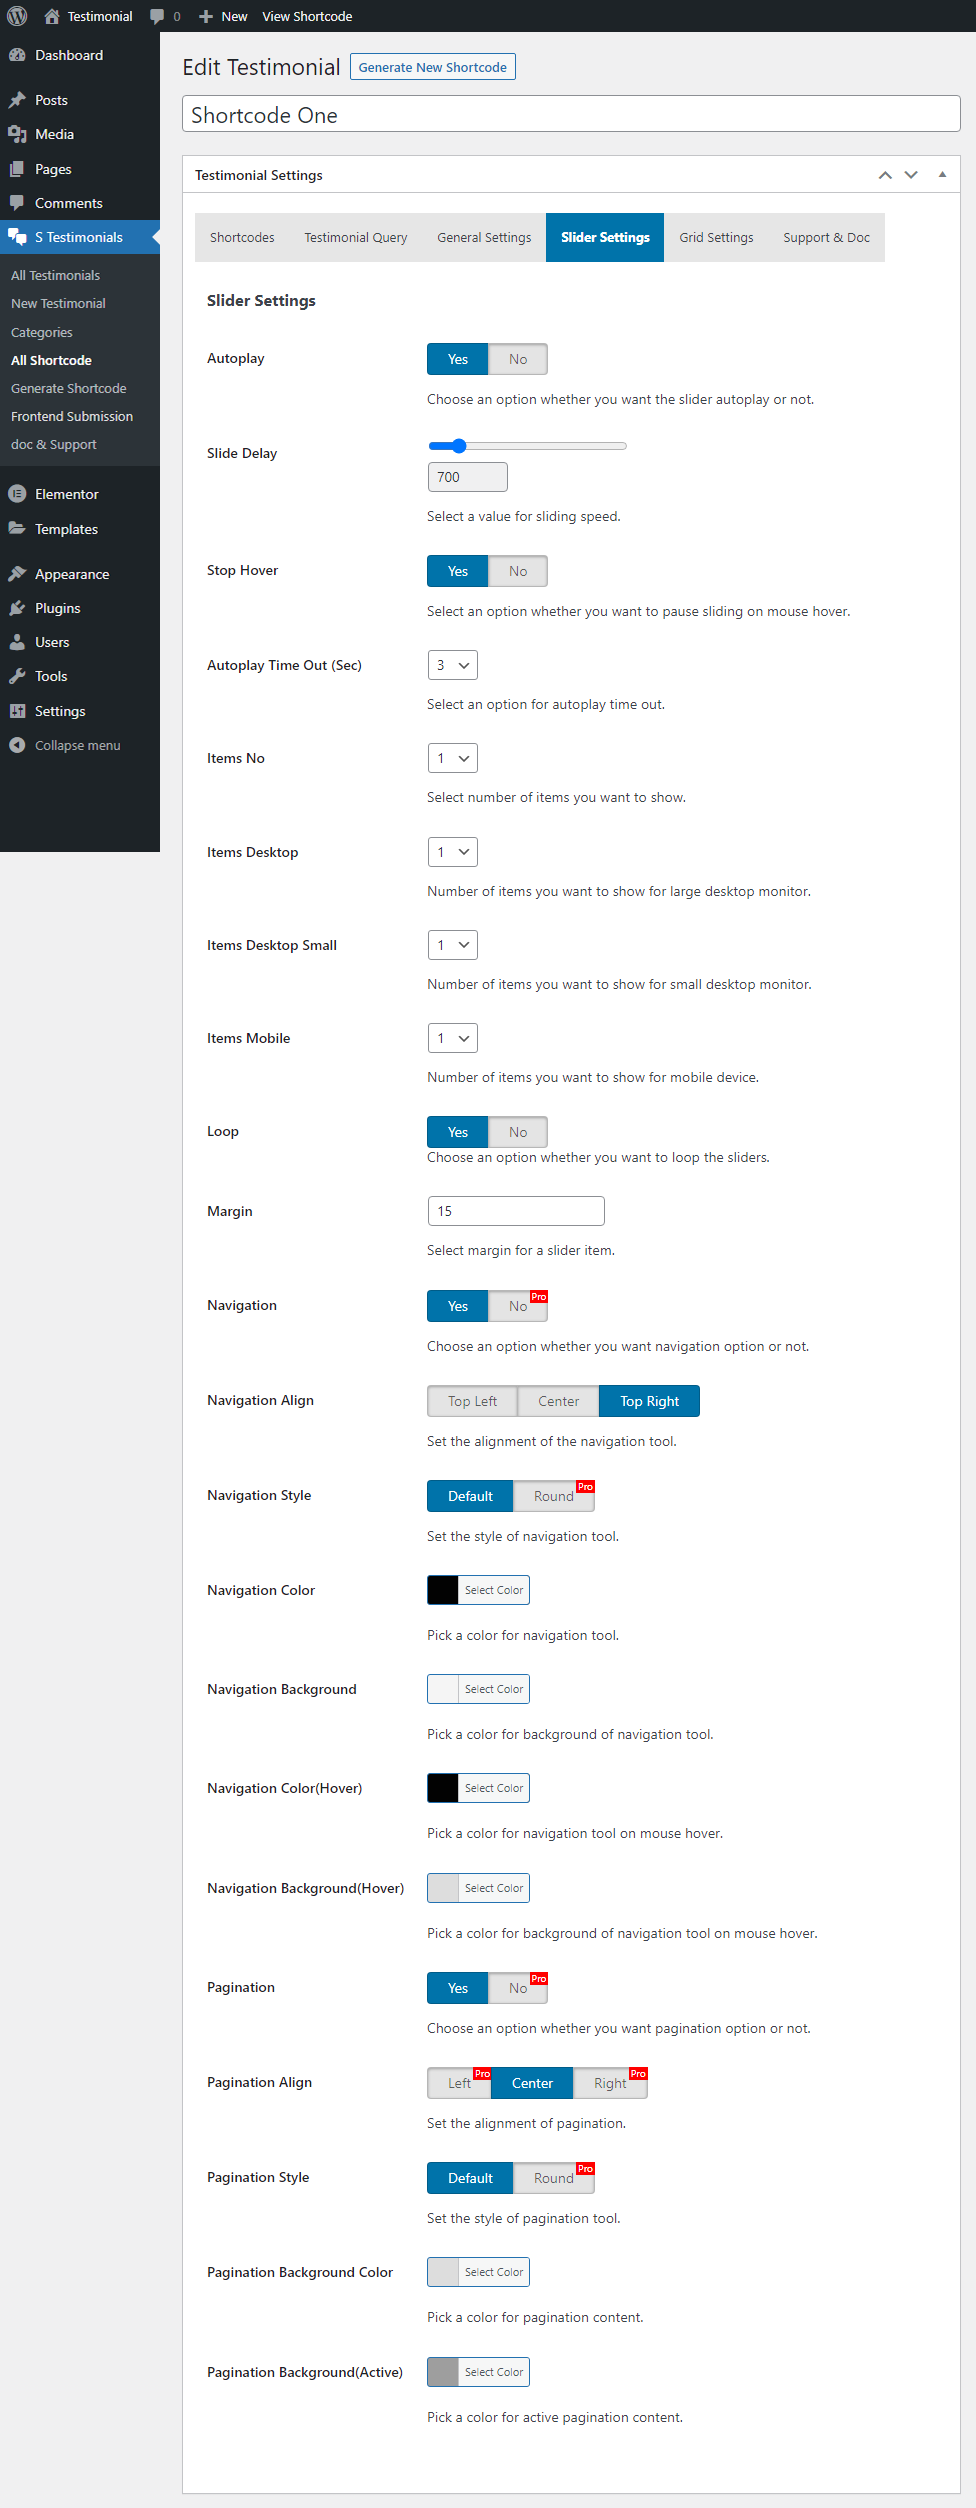 Testimonial 0 New View Shortcode
Dashboard
Posts
Media
Pages
Comments
S Testimonials
All Testimonials
New Testimonial
Categories
All Shortcode
Generate Shortcode
Frontend Submission
doc & Support
Elementor
Templates
Appearance
Plugins
Users
Tools
Settings
Collapse menu
Edit Testimonial Generate New Shortcode
Shortcode One
Testimonial Settings
Shortcodes Testimonial Query General Settings Slider Settings Grid Settings Support & Doc
Slider Settings
Autoplay Yes No
Choose an option whether you want the slider autoplay or not.
Slide Delay
700
Select a value for sliding speed.
Stop Hover Yes No
Select an option whether you want to pause sliding on mouse hover.
Autoplay Time Out (Sec) 3
Select an option for autoplay time out.
Items No 1
Select number of items you want to show.
Items Desktop 1
Number of items you want to show for large desktop monitor.
Items Desktop Small 1
Number of items you want to show for small desktop monitor.
Items Mobile 1
Number of items you want to show for mobile device.
Loop Yes No
Choose an option whether you want to loop the sliders.
Margin 15
Select margin for a slider item.
Navigation Yes No Pro
Choose an option whether you want navigation option or not.
Navigation Align Top Left Center Top Right
Set the alignment of the navigation tool.
Navigation Style Default Round Pro
Set the style of navigation tool.
Navigation Color Select Color
Pick a color for navigation tool.
Navigation Background Select Color
Pick a color for background of navigation tool.
Navigation Color(Hover) Select Color
Pick a color for navigation tool on mouse hover.
Navigation Background(Hover) Select Color
Pick a color for background of navigation tool on mouse hover.
Pagination Yes No Pro
Choose an option whether you want pagination option or not.
Pagination Align Left Pro Center Right Pro
Set the alignment of pagination.
Pagination Style Default Round Pro
Set the style of pagination tool.
Pagination Background Color Select Color
Pick a color for pagination content.
Pagination Background(Active) Select Color
Pick a color for active pagination content.